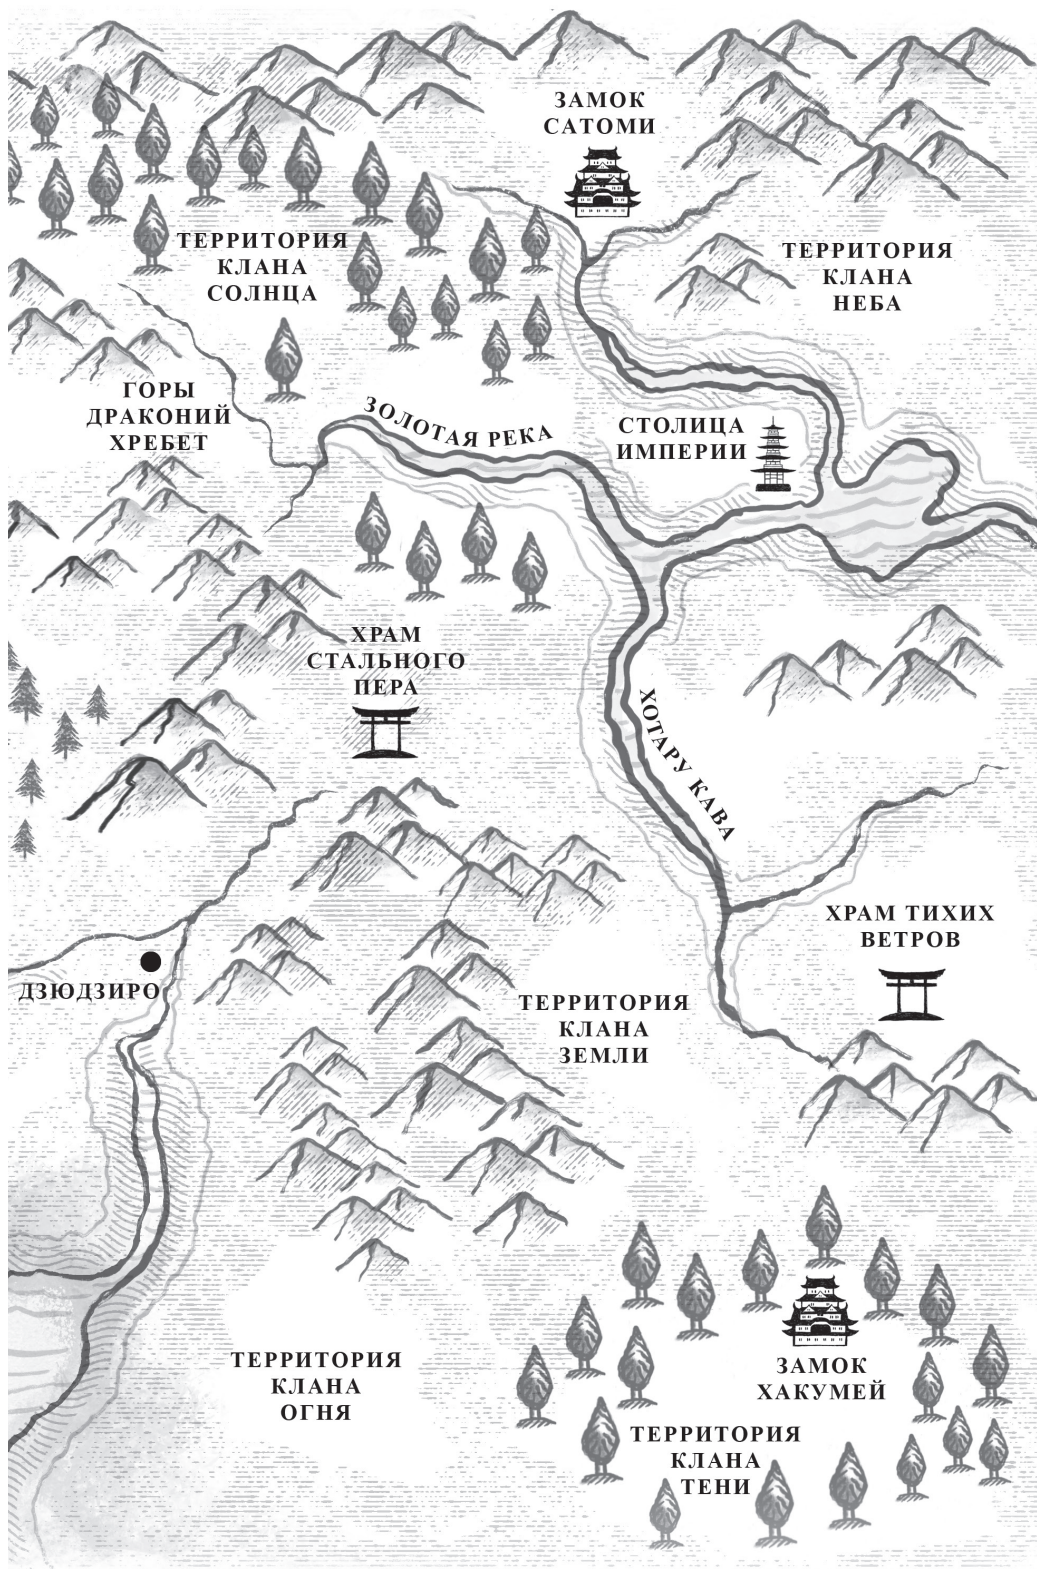 ЗАМОК
САТОМИ
ТЕРРИТОРИЯ
КЛАНА
СОЛНЦА
ТЕРРИТОРИЯ
КЛАНА
НЕБА
ГОРЫ
ДРАКОНИЙ
ХРЕБЕТ
ЗОЛОТАЯ РЕКА
СТОЛИЦА
ИМПЕРИИ
ХРАМ
СТАЛЬНОГО
ПЕРА
ХОТАРУ КАВА
ХРАМ ТИХИХ
ВЕТРОВ
ДЗЮДЗИРО
ТЕРРИТОРИЯ
КЛАНА
ЗЕМЛИ
ТЕРРИТОРИЯ
КЛАНА
ОГНЯ
ЗАМОК
ХАКУМЕЙ
ТЕРРИТОРИЯ
КЛАНА
ТЕНИ